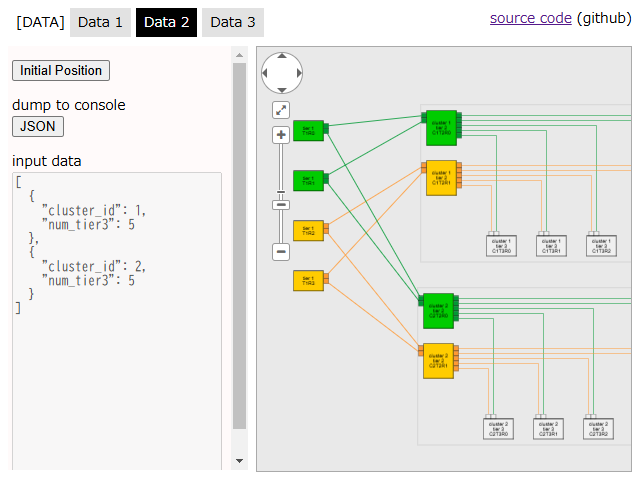 [DATA] Data 1 Data 2 Data 3
source code (github)
Initial Position
dump to console
JSON
input data
[
  {
    "cluster_id": 1,
    "num_tier3": 5
  },
  {
    "cluster_id": 2,
    "num_tier3": 5
  }
]
tier 1
T1R0
tier 1
T1R1
tier 1
T1R2
tier 1
T1R3
cluster 1
tier 2
C1T2R0
cluster 1
tier 2
C1T2R1
cluster 1
tier 3
C1T3R0
cluster 1
tier 3
C1T3R1
cluster 1
tier 3
C1T3R2
cluster 2
tier 2
C2T2R0
cluster 2
tier 2
C2T2R1
cluster 2
tier 3
C2T3R0
cluster 2
tier 3
C2T3R1
cluster 2
tier 3
C2T3R2